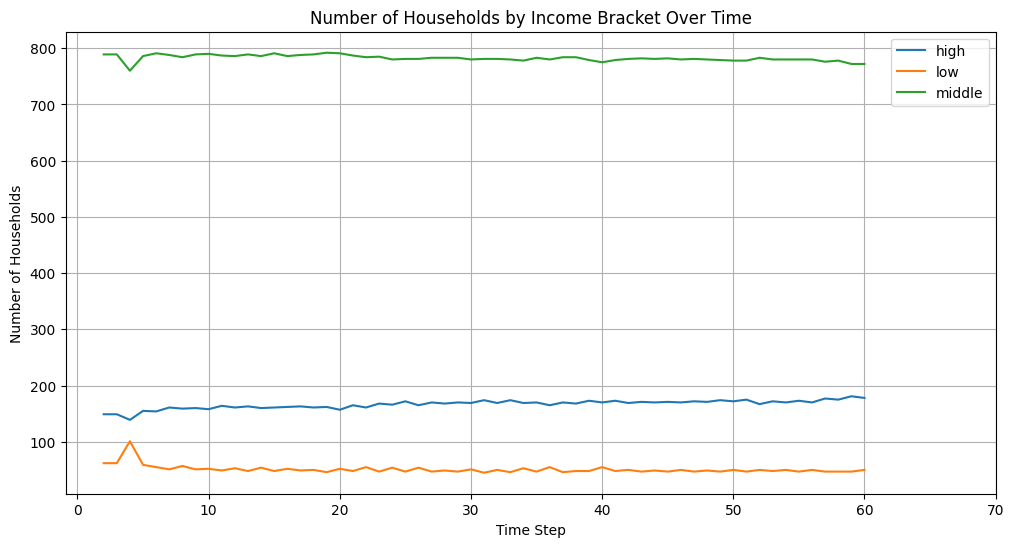 Number of Households by Income Bracket Over Time
high
low
middle
Number of Households
800
700
600
500
400
300
200
100
0 10 20 30 40 50 60 70
Time Step